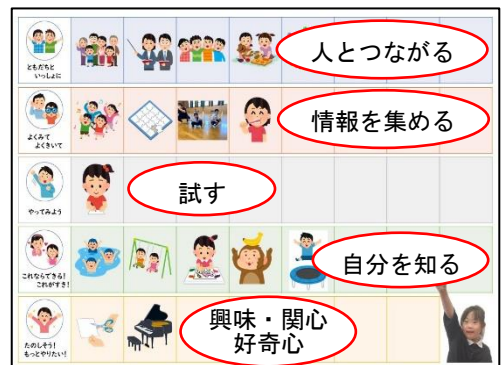 ともだちと
いっしょに
人とつながる
よくみて
よくきいて
情報を集める
やってみよう
試す
これならできる!
これがすき!
自分を知る
たのしそう!
もっとやりたい!
興味・関心
好奇心